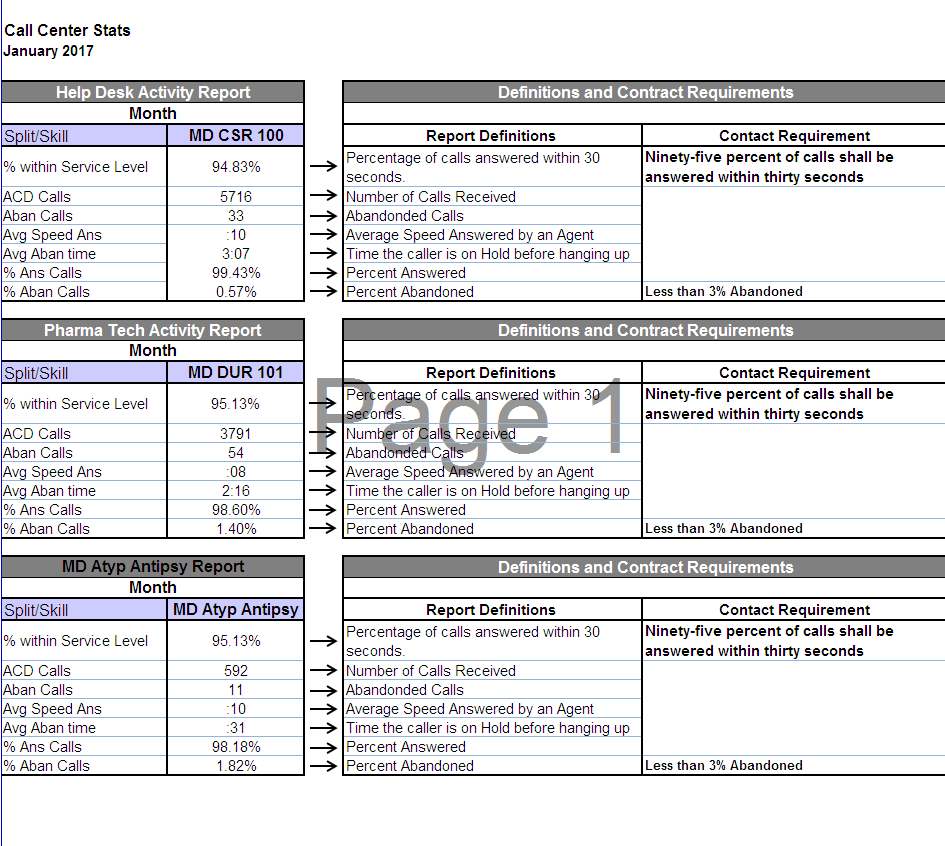 Call Center Stats
January 2017
Help Desk Activity Report Definitions and Contract Requirements
Month
Split/Skill MD CSR 100 Report Definitions Contact Requirement
% within Service Level 94.83% → Percentage of calls answered within 30 seconds. Ninety-five percent of calls shall be answered within thirty seconds
ACD Calls 5716 → Number of Calls Received
Aban Calls 33 → Abandonded Calls
Avg Speed Ans :10 → Average Speed Answered by an Agent
Avg Aban time 3:07 → Time the caller is on Hold before hanging up
% Ans Calls 99.43% → Percent Answered
% Aban Calls 0.57% → Percent Abandoned Less than 3% Abandoned
Pharma Tech Activity Report Definitions and Contract Requirements
Month
Split/Skill MD DUR 101 Report Definitions Contact Requirement
% within Service Level 95.13% → Percentage of calls answered within 30 seconds. Ninety-five percent of calls shall be answered within thirty seconds
Page 1
ACD Calls 3791 → Number of Calls Received
Aban Calls 54 → Abandonded Calls
Avg Speed Ans :08 → Average Speed Answered by an Agent
Avg Aban time 2:16 → Time the caller is on Hold before hanging up
% Ans Calls 98.60% → Percent Answered
% Aban Calls 1.40% → Percent Abandoned Less than 3% Abandoned
MD Atyp Antipsy Report Definitions and Contract Requirements
Month
Split/Skill MD Atyp Antipsy Report Definitions Contact Requirement
% within Service Level 95.13% → Percentage of calls answered within 30 seconds. Ninety-five percent of calls shall be answered within thirty seconds
ACD Calls 592 → Number of Calls Received
Aban Calls 11 → Abandonded Calls
Avg Speed Ans :10 → Average Speed Answered by an Agent
Avg Aban time :31 → Time the caller is on Hold before hanging up
% Ans Calls 98.18% → Percent Answered
% Aban Calls 1.82% → Percent Abandoned Less than 3% Abandoned